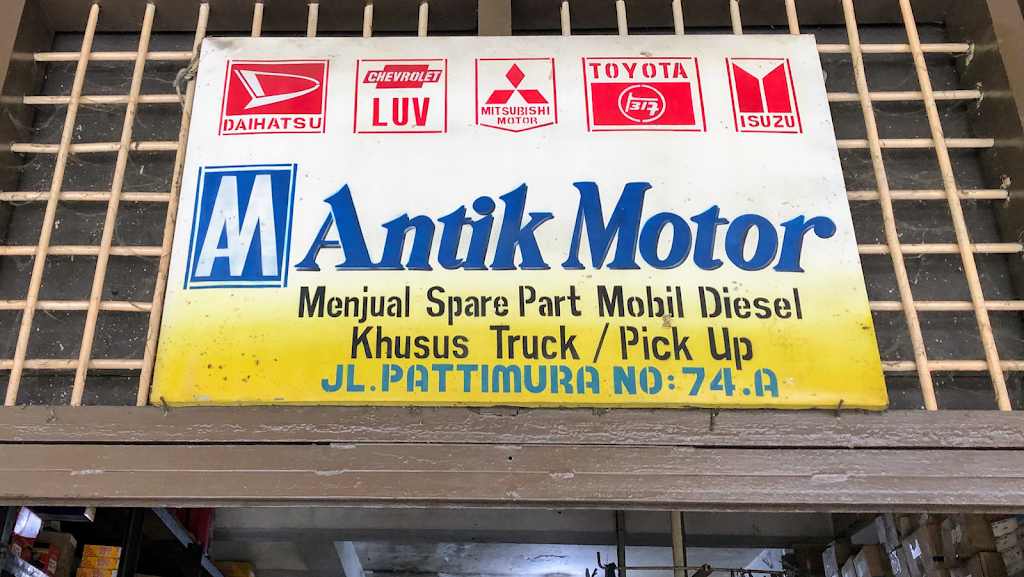 DAIHATSU
CHEVROLET
LUV
MITSUBISHI
MOTOR
TOYOTA
ISUZU
AM Antik Motor
Menjual Spare Part Mobil Diesel
Khusus Truck / Pick Up
JL. PATTIMURA NO: 74.A